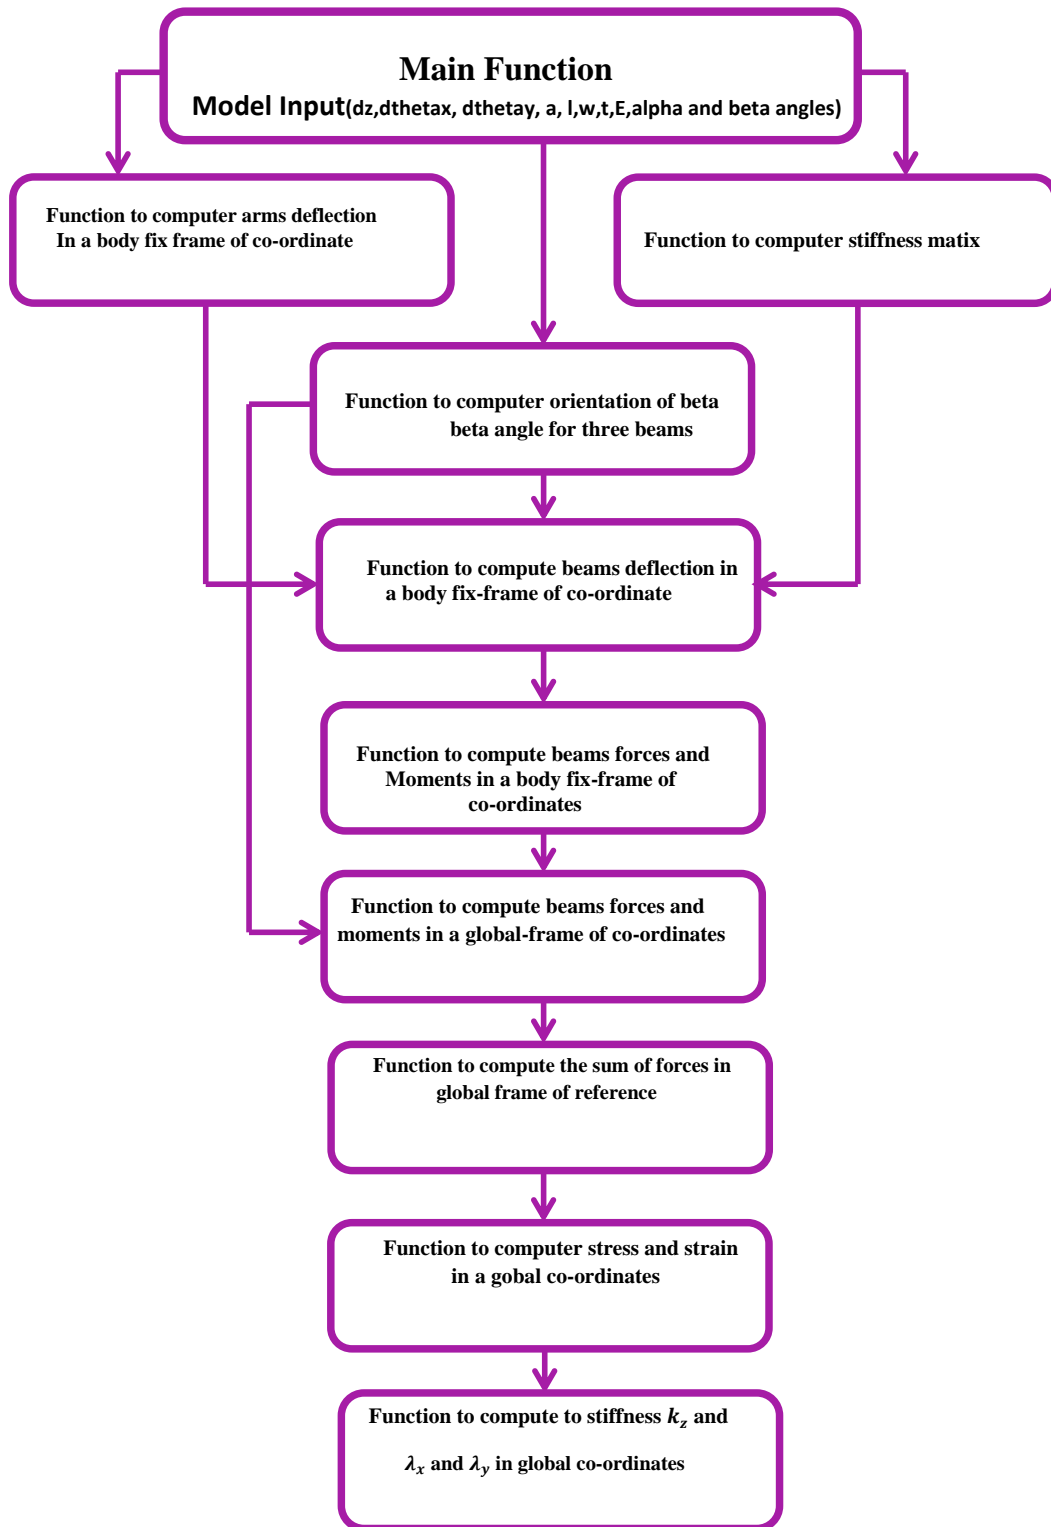 Main Function
Model Input(dz,dthetax, dthetay, a, l,w,t,E,alpha and beta angles)
Function to computer arms deflection
In a body fix frame of co-ordinate
Function to computer stiffness matix
Function to computer orientation of beta
beta angle for three beams
Function to compute beams deflection in
a body fix-frame of co-ordinate
Function to compute beams forces and
Moments in a body fix-frame of
co-ordinates
Function to compute beams forces and
moments in a global-frame of co-ordinates
Function to compute the sum of forces in
global frame of reference
Function to computer stress and strain
in a gobal co-ordinates
Function to compute to stiffness k_z and
λ_x and λ_y in global co-ordinates